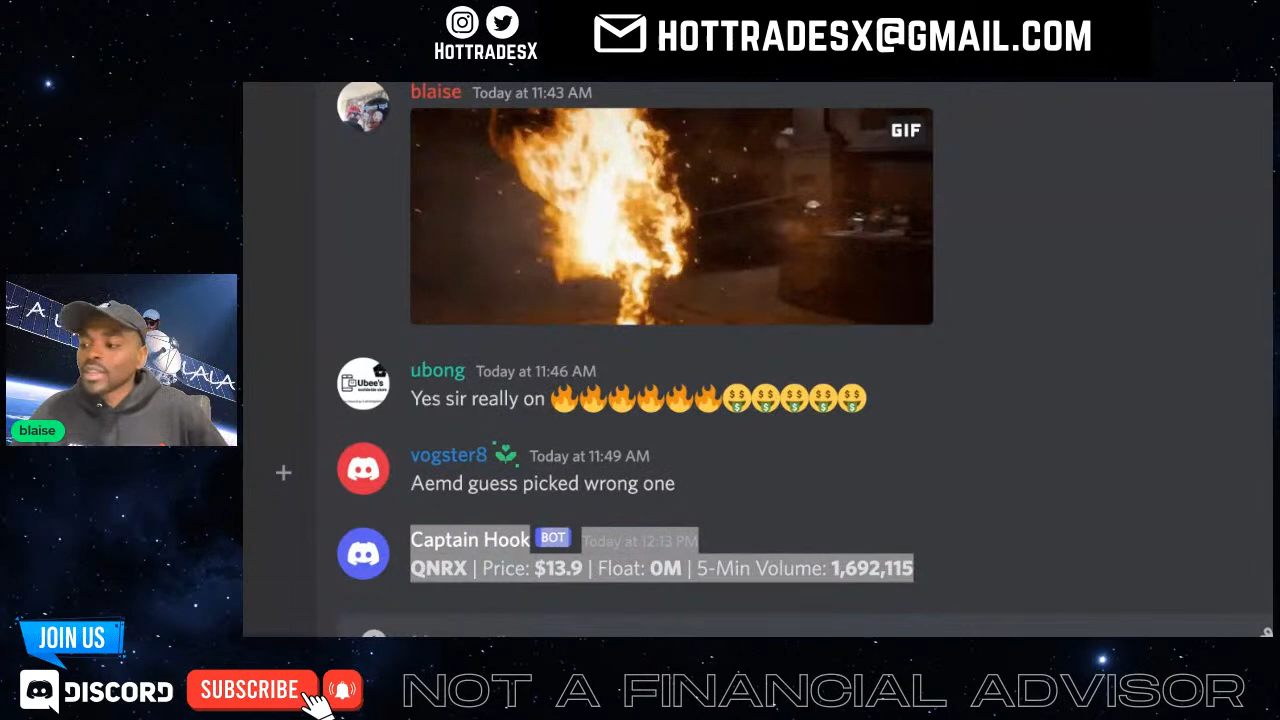 HOTTRADESX
HOTTRADESX@GMAIL.COM
blaise Today at 11:43 AM
GIF
ubong Today at 11:46 AM
Yes sir really on 🔥🔥🔥🔥🔥🔥🤑🤑🤑🤑🤑
vogster8 Today at 11:49 AM
Aemd guess picked wrong one
Captain Hook BOT Today at 12:13 PM
QNRX | Price: $13.9 | Float: 0M | 5-Min Volume: 1,692,115
blaise
JOIN US
DISCORD
SUBSCRIBE
NOT A FINANCIAL ADVISOR